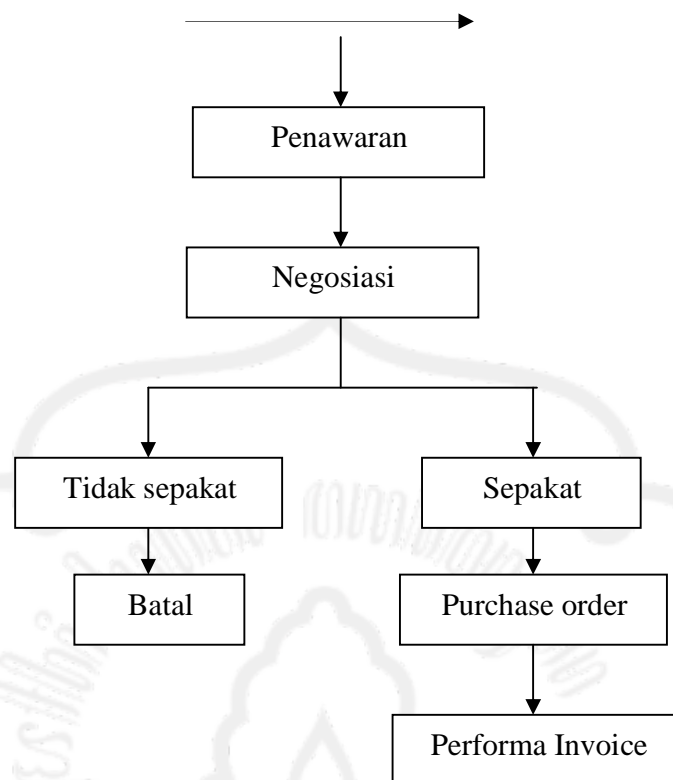 Penawaran
Negosiasi
Tidak sepakat
Sepakat
Batal
Purchase order
Performa Invoice